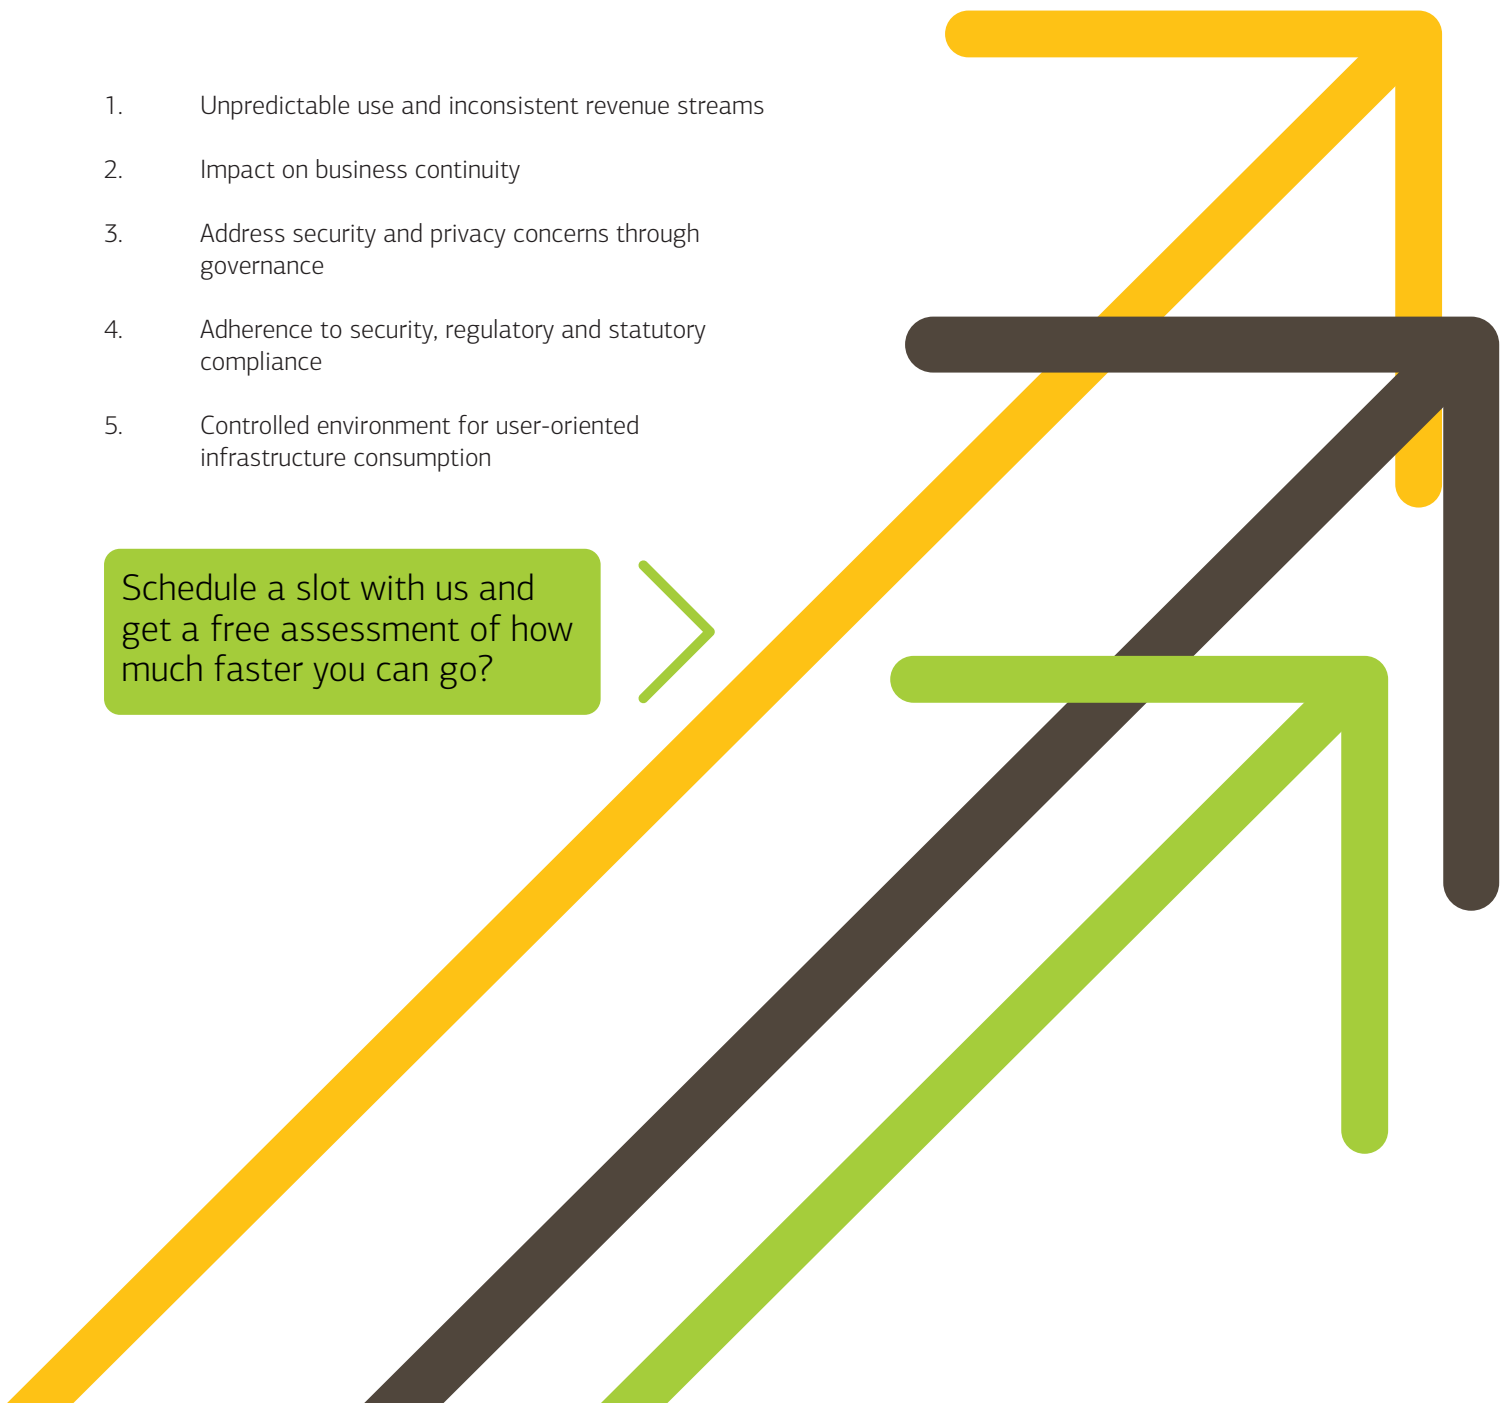 1. Unpredictable use and inconsistent revenue streams
2. Impact on business continuity
3. Address security and privacy concerns through
governance
4. Adherence to security, regulatory and statutory
compliance
5. Controlled environment for user-oriented
infrastructure consumption
Schedule a slot with us and
get a free assessment of how
much faster you can go?